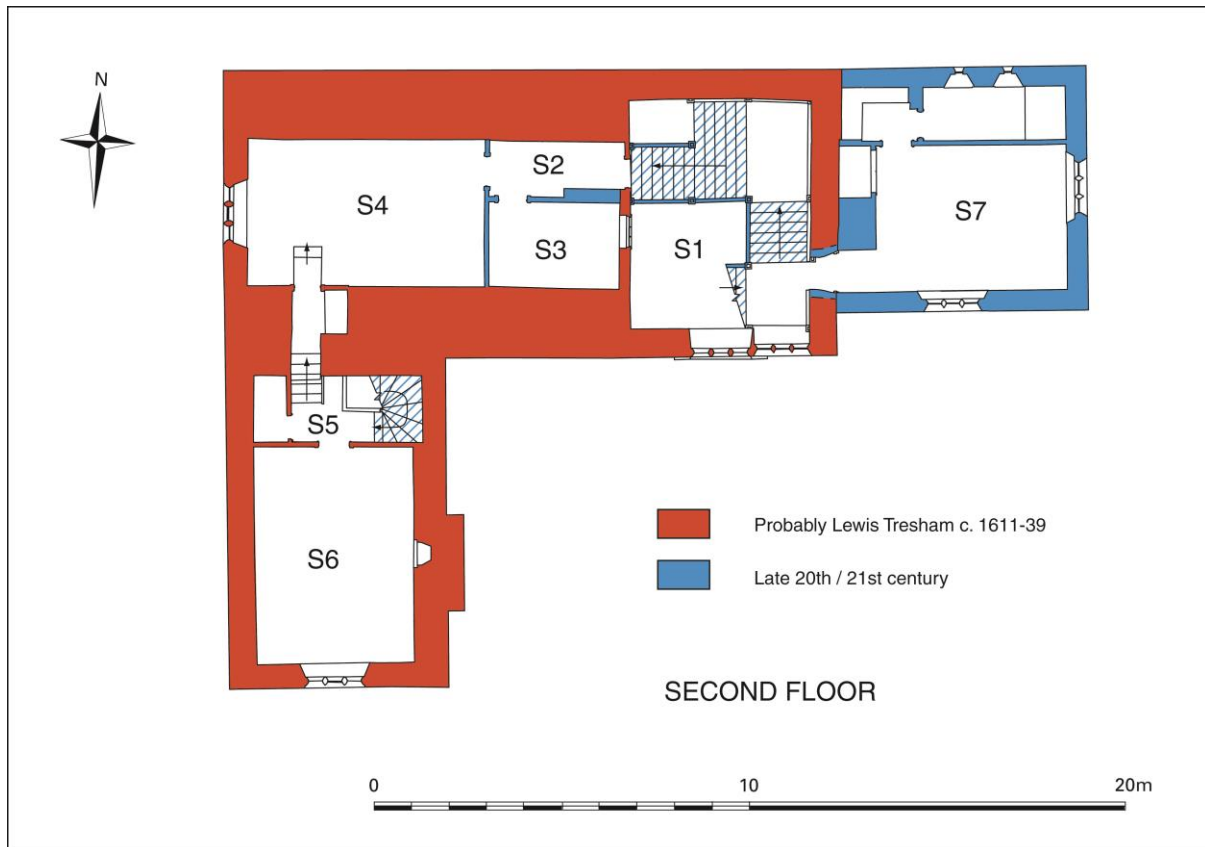 N
S2
S4
S7
S1
S3
S5
Probably Lewis Tresham c. 1611-39
S6
Late 20th / 21st century
SECOND FLOOR
0 10 20m